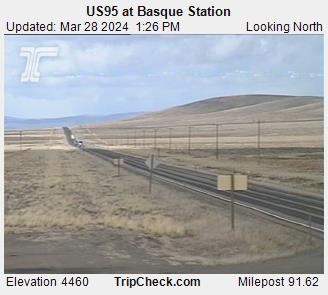 US95 at Basque Station
Updated: Mar 28 2024 1:26 PM Looking North
Elevation 4460 TripCheck.com Milepost 91.62